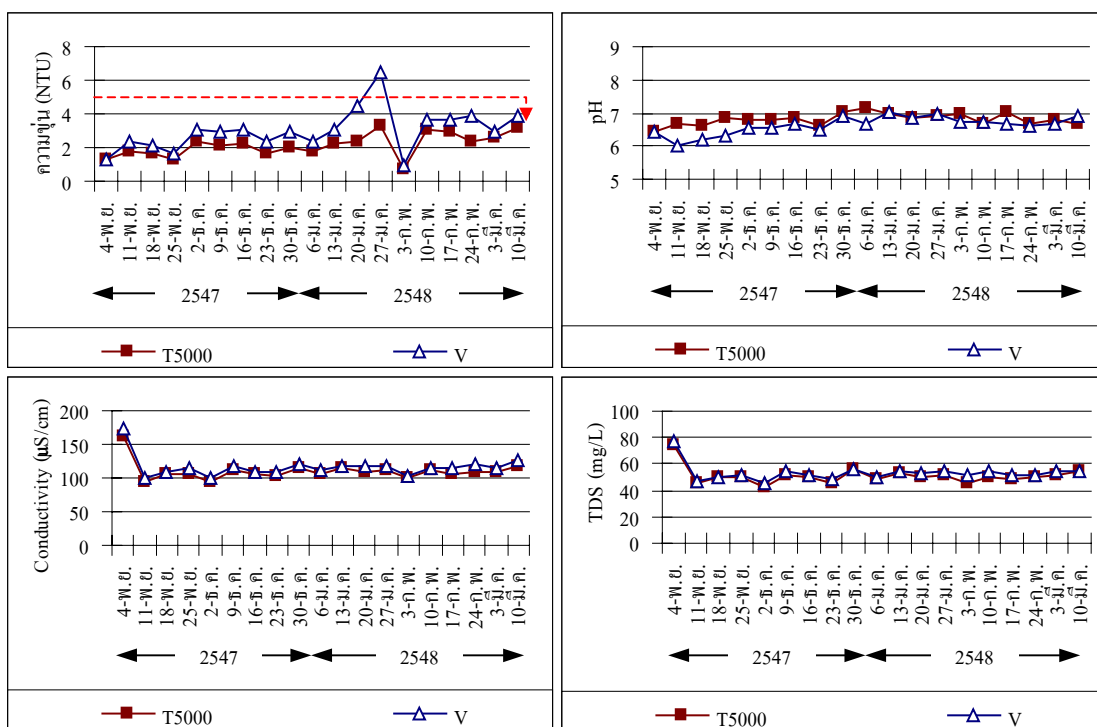 ความขุ่น (NTU)
8
6
4
2
0
4-พ.ย.
11-พ.ย.
18-พ.ย.
25-พ.ย.
2-ธ.ค.
9-ธ.ค.
16-ธ.ค.
23-ธ.ค.
30-ธ.ค.
6-ม.ค.
13-ม.ค.
20-ม.ค.
27-ม.ค.
3-ก.พ.
10-ก.พ.
17-ก.พ.
24-ก.พ.
3-มี.ค.
10-มี.ค.
2547
2548
T5000
V
pH
9
8
7
6
5
4-พ.ย.
11-พ.ย.
18-พ.ย.
25-พ.ย.
2-ธ.ค.
9-ธ.ค.
16-ธ.ค.
23-ธ.ค.
30-ธ.ค.
6-ม.ค.
13-ม.ค.
20-ม.ค.
27-ม.ค.
3-ก.พ.
10-ก.พ.
17-ก.พ.
24-ก.พ.
3-มี.ค.
10-มี.ค.
2547
2548
T5000
V
Conductivity (µS/cm)
200
150
100
50
0
4-พ.ย.
11-พ.ย.
18-พ.ย.
25-พ.ย.
2-ธ.ค.
9-ธ.ค.
16-ธ.ค.
23-ธ.ค.
30-ธ.ค.
6-ม.ค.
13-ม.ค.
20-ม.ค.
27-ม.ค.
3-ก.พ.
10-ก.พ.
17-ก.พ.
24-ก.พ.
3-มี.ค.
10-มี.ค.
2547
2548
T5000
V
TDS (mg/L)
100
80
60
40
20
0
4-พ.ย.
11-พ.ย.
18-พ.ย.
25-พ.ย.
2-ธ.ค.
9-ธ.ค.
16-ธ.ค.
23-ธ.ค.
30-ธ.ค.
6-ม.ค.
13-ม.ค.
20-ม.ค.
27-ม.ค.
3-ก.พ.
10-ก.พ.
17-ก.พ.
24-ก.พ.
3-มี.ค.
10-มี.ค.
2547
2548
T5000
V